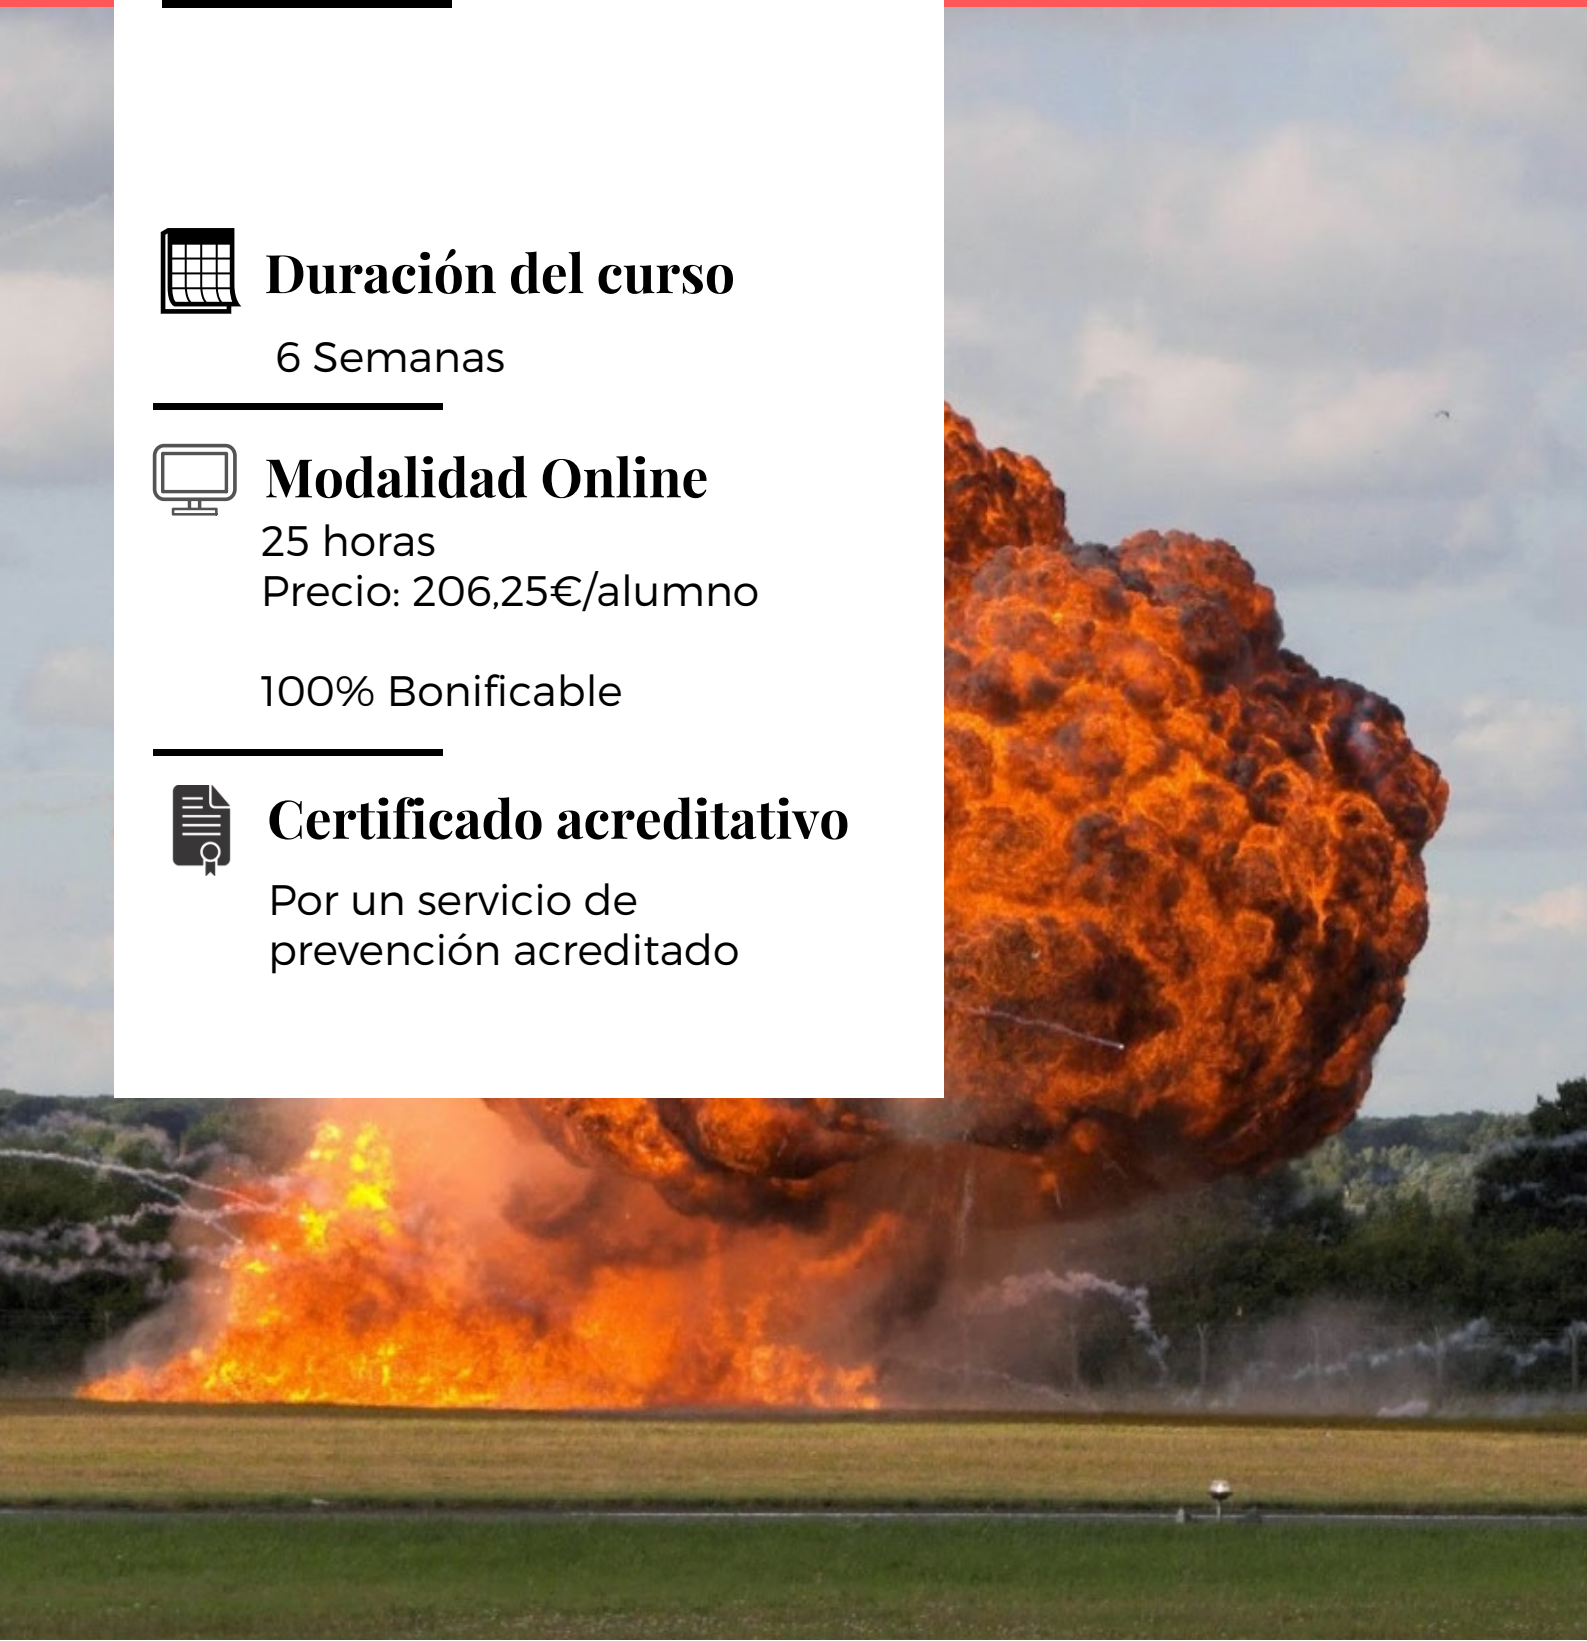 Duración del curso
6 Semanas
Modalidad Online
25 horas
Precio: 206,25€/alumno
100% Bonificable
Certificado acreditativo
Por un servicio de
prevención acreditado